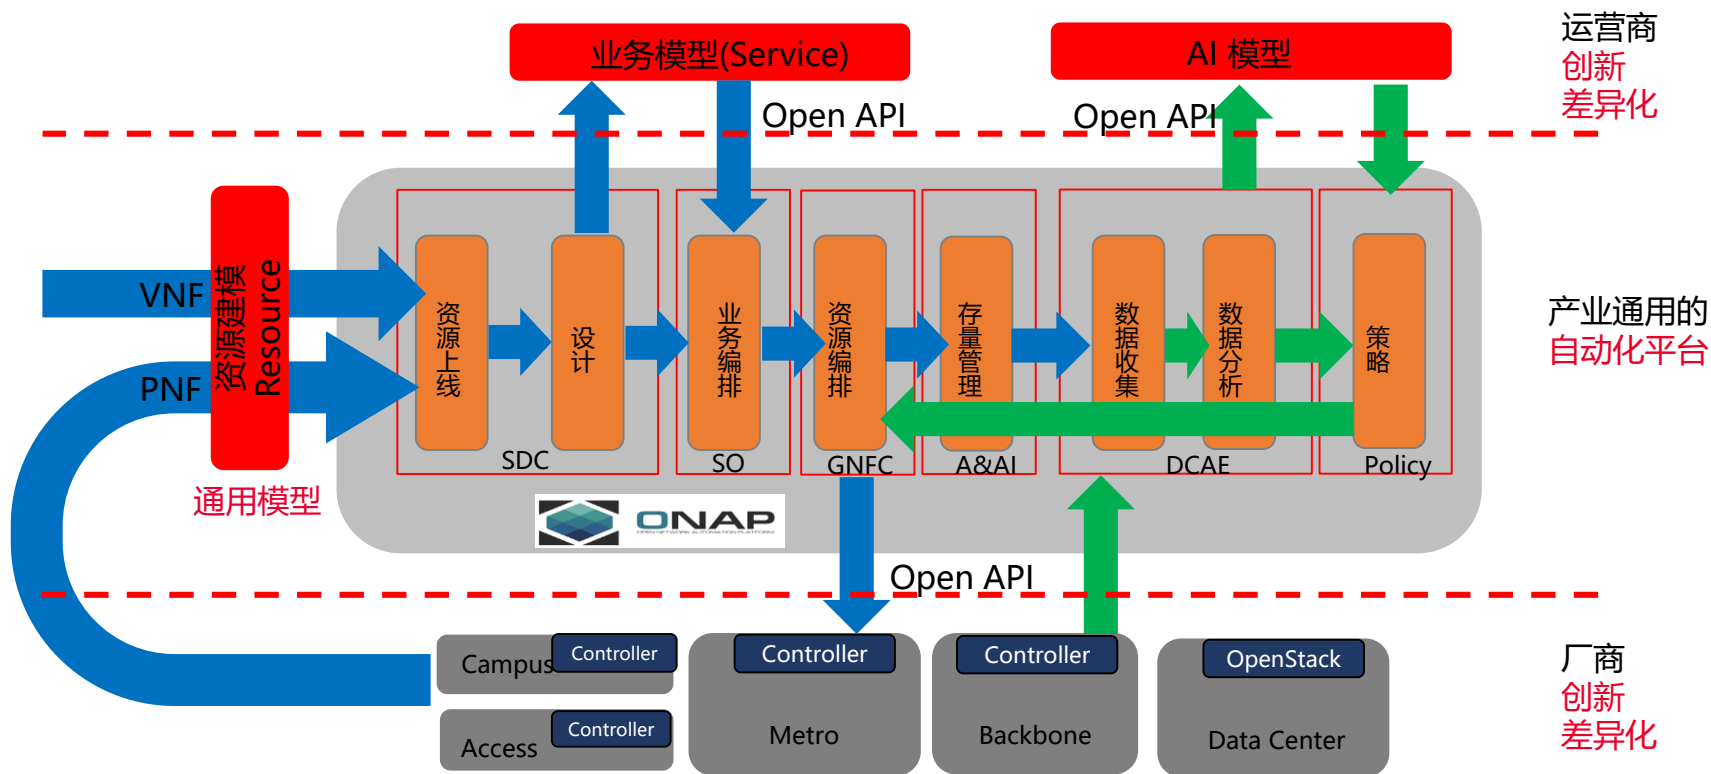 业务模型(Service)
AI 模型
运营商
创新
差异化
Open API
Open API
资源建模
Resource
VNF
PNF
通用模型
资源上线
设计
业务编排
资源编排
存量管理
数据收集
数据分析
策略
SDC
SO
GNFC
A&AI
DCAE
Policy
产业通用的
自动化平台
ONAP
OPEN NETWORK AUTOMATION PLATFORM
Open API
Campus
Controller
Access
Controller
Controller
Metro
Controller
Backbone
OpenStack
Data Center
厂商
创新
差异化